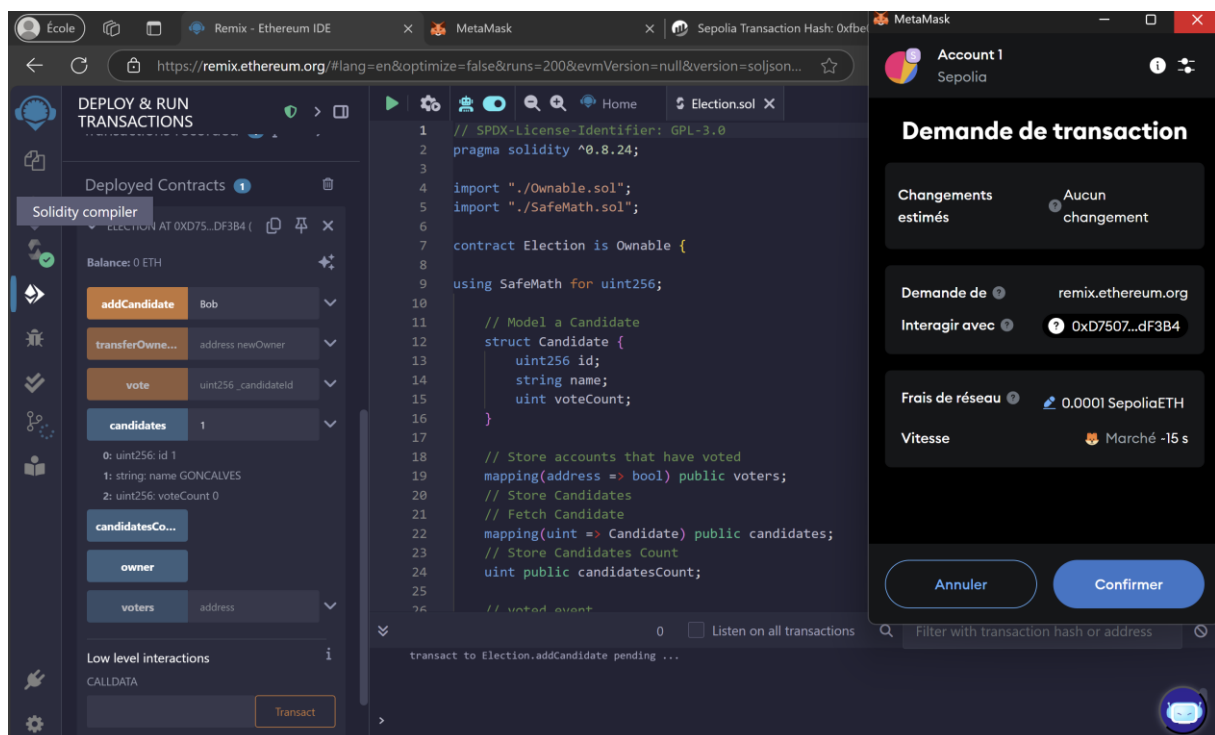 École
Remix - Ethereum IDE
MetaMask
Sepolia Transaction Hash: 0xfbe
https://remix.ethereum.org/#lang=en&optimize=false&runs=200&evmVersion=null&version=soljson...
DEPLOY & RUN
TRANSACTIONS
Home
Election.sol
Deployed Contracts 1
Solidity compiler
ELECTION AT 0XD75...DF3B4 (
Balance: 0 ETH
addCandidate
Bob
transferOwne...
address newOwner
vote
uint256 _candidateId
candidates
1
0: uint256: id 1
1: string: name GONCALVES
2: uint256: voteCount 0
candidatesCo...
owner
voters
address
Low level interactions
i
CALLDATA
Transact
1 // SPDX-License-Identifier: GPL-3.0
2 pragma solidity ^0.8.24;
3
4 import "./Ownable.sol";
5 import "./SafeMath.sol";
6
7 contract Election is Ownable {
8
9 using SafeMath for uint256;
10
11 // Model a Candidate
12 struct Candidate {
13 uint256 id;
14 string name;
15 uint voteCount;
16 }
17
18 // Store accounts that have voted
19 mapping(address => bool) public voters;
20 // Store Candidates
21 // Fetch Candidate
22 mapping(uint => Candidate) public candidates;
23 // Store Candidates Count
24 uint public candidatesCount;
25
26 // voted event
0
Listen on all transactions
Filter with transaction hash or address
transact to Election.addCandidate pending ...
>
MetaMask
S
Account 1
Sepolia
Demande de transaction
Changements estimés
Aucun changement
Demande de
remix.ethereum.org
Interagir avec
0xD7507...dF3B4
Frais de réseau
0.0001 SepoliaETH
Vitesse
Marché ~15 s
Annuler
Confirmer